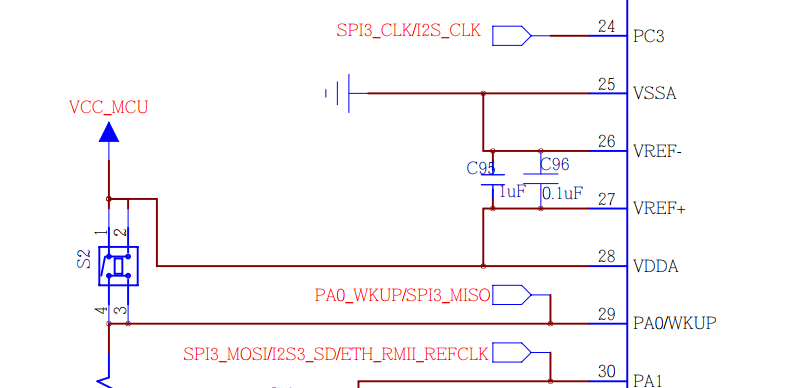 SPI3_CLK/I2S_CLK
24
PC3
25
VSSA
VCC_MCU
26
VREF-
C95
C96
1uF
0.1uF
27
VREF+
1
2
S2
28
VDDA
PA0_WKUP/SPI3_MISO
4
3
29
PA0/WKUP
SPI3_MOSI/I2S3_SD/ETH_RMII_REFCLK
30
PA1